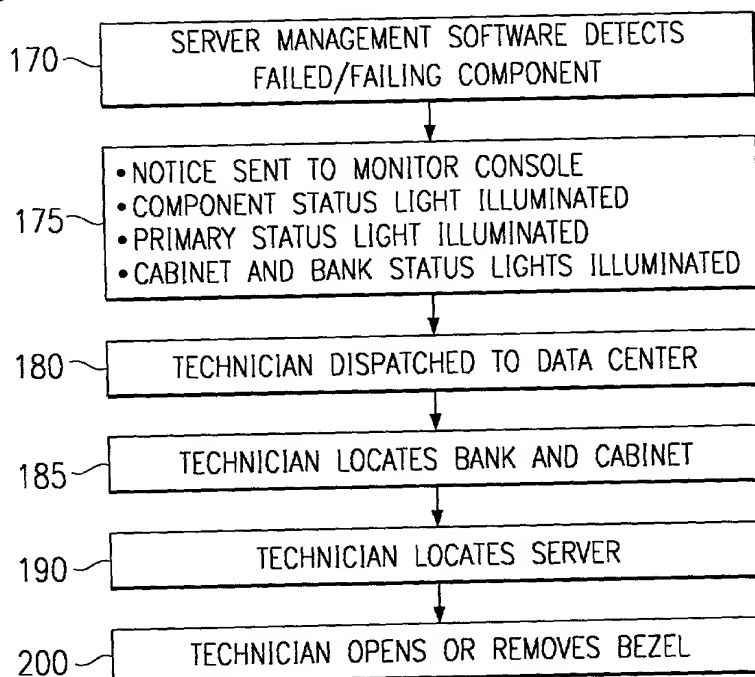 170
SERVER MANAGEMENT SOFTWARE DETECTS
FAILED/FAILING COMPONENT
175
•NOTICE SENT TO MONITOR CONSOLE
•COMPONENT STATUS LIGHT ILLUMINATED
•PRIMARY STATUS LIGHT ILLUMINATED
•CABINET AND BANK STATUS LIGHTS ILLUMINATED
180
TECHNICIAN DISPATCHED TO DATA CENTER
185
TECHNICIAN LOCATES BANK AND CABINET
190
TECHNICIAN LOCATES SERVER
200
TECHNICIAN OPENS OR REMOVES BEZEL